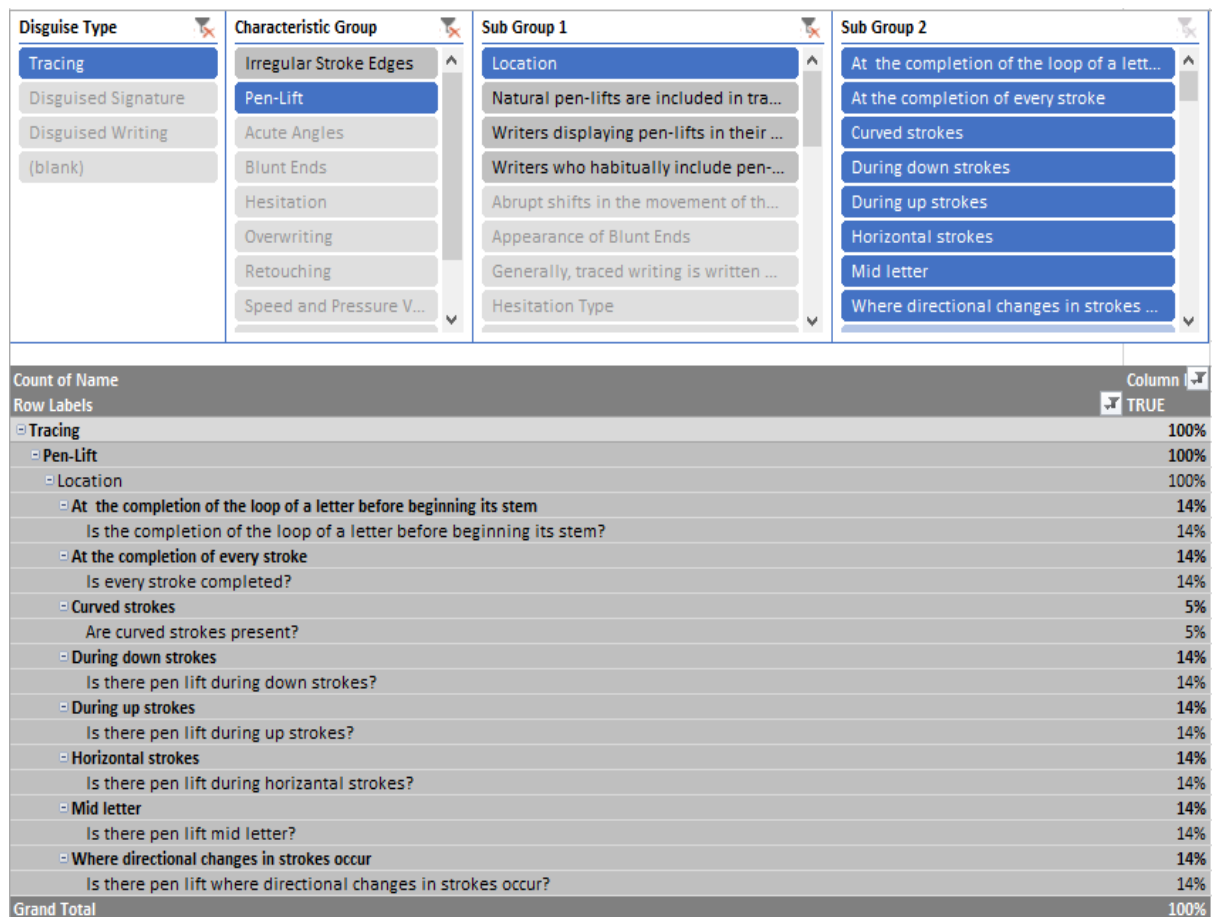 Disguise Type
Tracing
Disguised Signature
Disguised Writing
(blank)
Characteristic Group
Irregular Stroke Edges
Pen-Lift
Acute Angles
Blunt Ends
Hesitation
Overwriting
Retouching
Speed and Pressure V...
Sub Group 1
Location
Natural pen-lifts are included in tra...
Writers displaying pen-lifts in their ...
Writers who habitually include pen-...
Abrupt shifts in the movement of th...
Appearance of Blunt Ends
Generally, traced writing is written ...
Hesitation Type
Sub Group 2
At the completion of the loop of a lett...
At the completion of every stroke
Curved strokes
During down strokes
During up strokes
Horizontal strokes
Mid letter
Where directional changes in strokes ...
Count of Name Column
Row Labels TRUE
Tracing 100%
Pen-Lift 100%
Location 100%
At the completion of the loop of a letter before beginning its stem 14%
Is the completion of the loop of a letter before beginning its stem? 14%
At the completion of every stroke 14%
Is every stroke completed? 14%
Curved strokes 5%
Are curved strokes present? 5%
During down strokes 14%
Is there pen lift during down strokes? 14%
During up strokes 14%
Is there pen lift during up strokes? 14%
Horizontal strokes 14%
Is there pen lift during horizantal strokes? 14%
Mid letter 14%
Is there pen lift mid letter? 14%
Where directional changes in strokes occur 14%
Is there pen lift where directional changes in strokes occur? 14%
Grand Total 100%